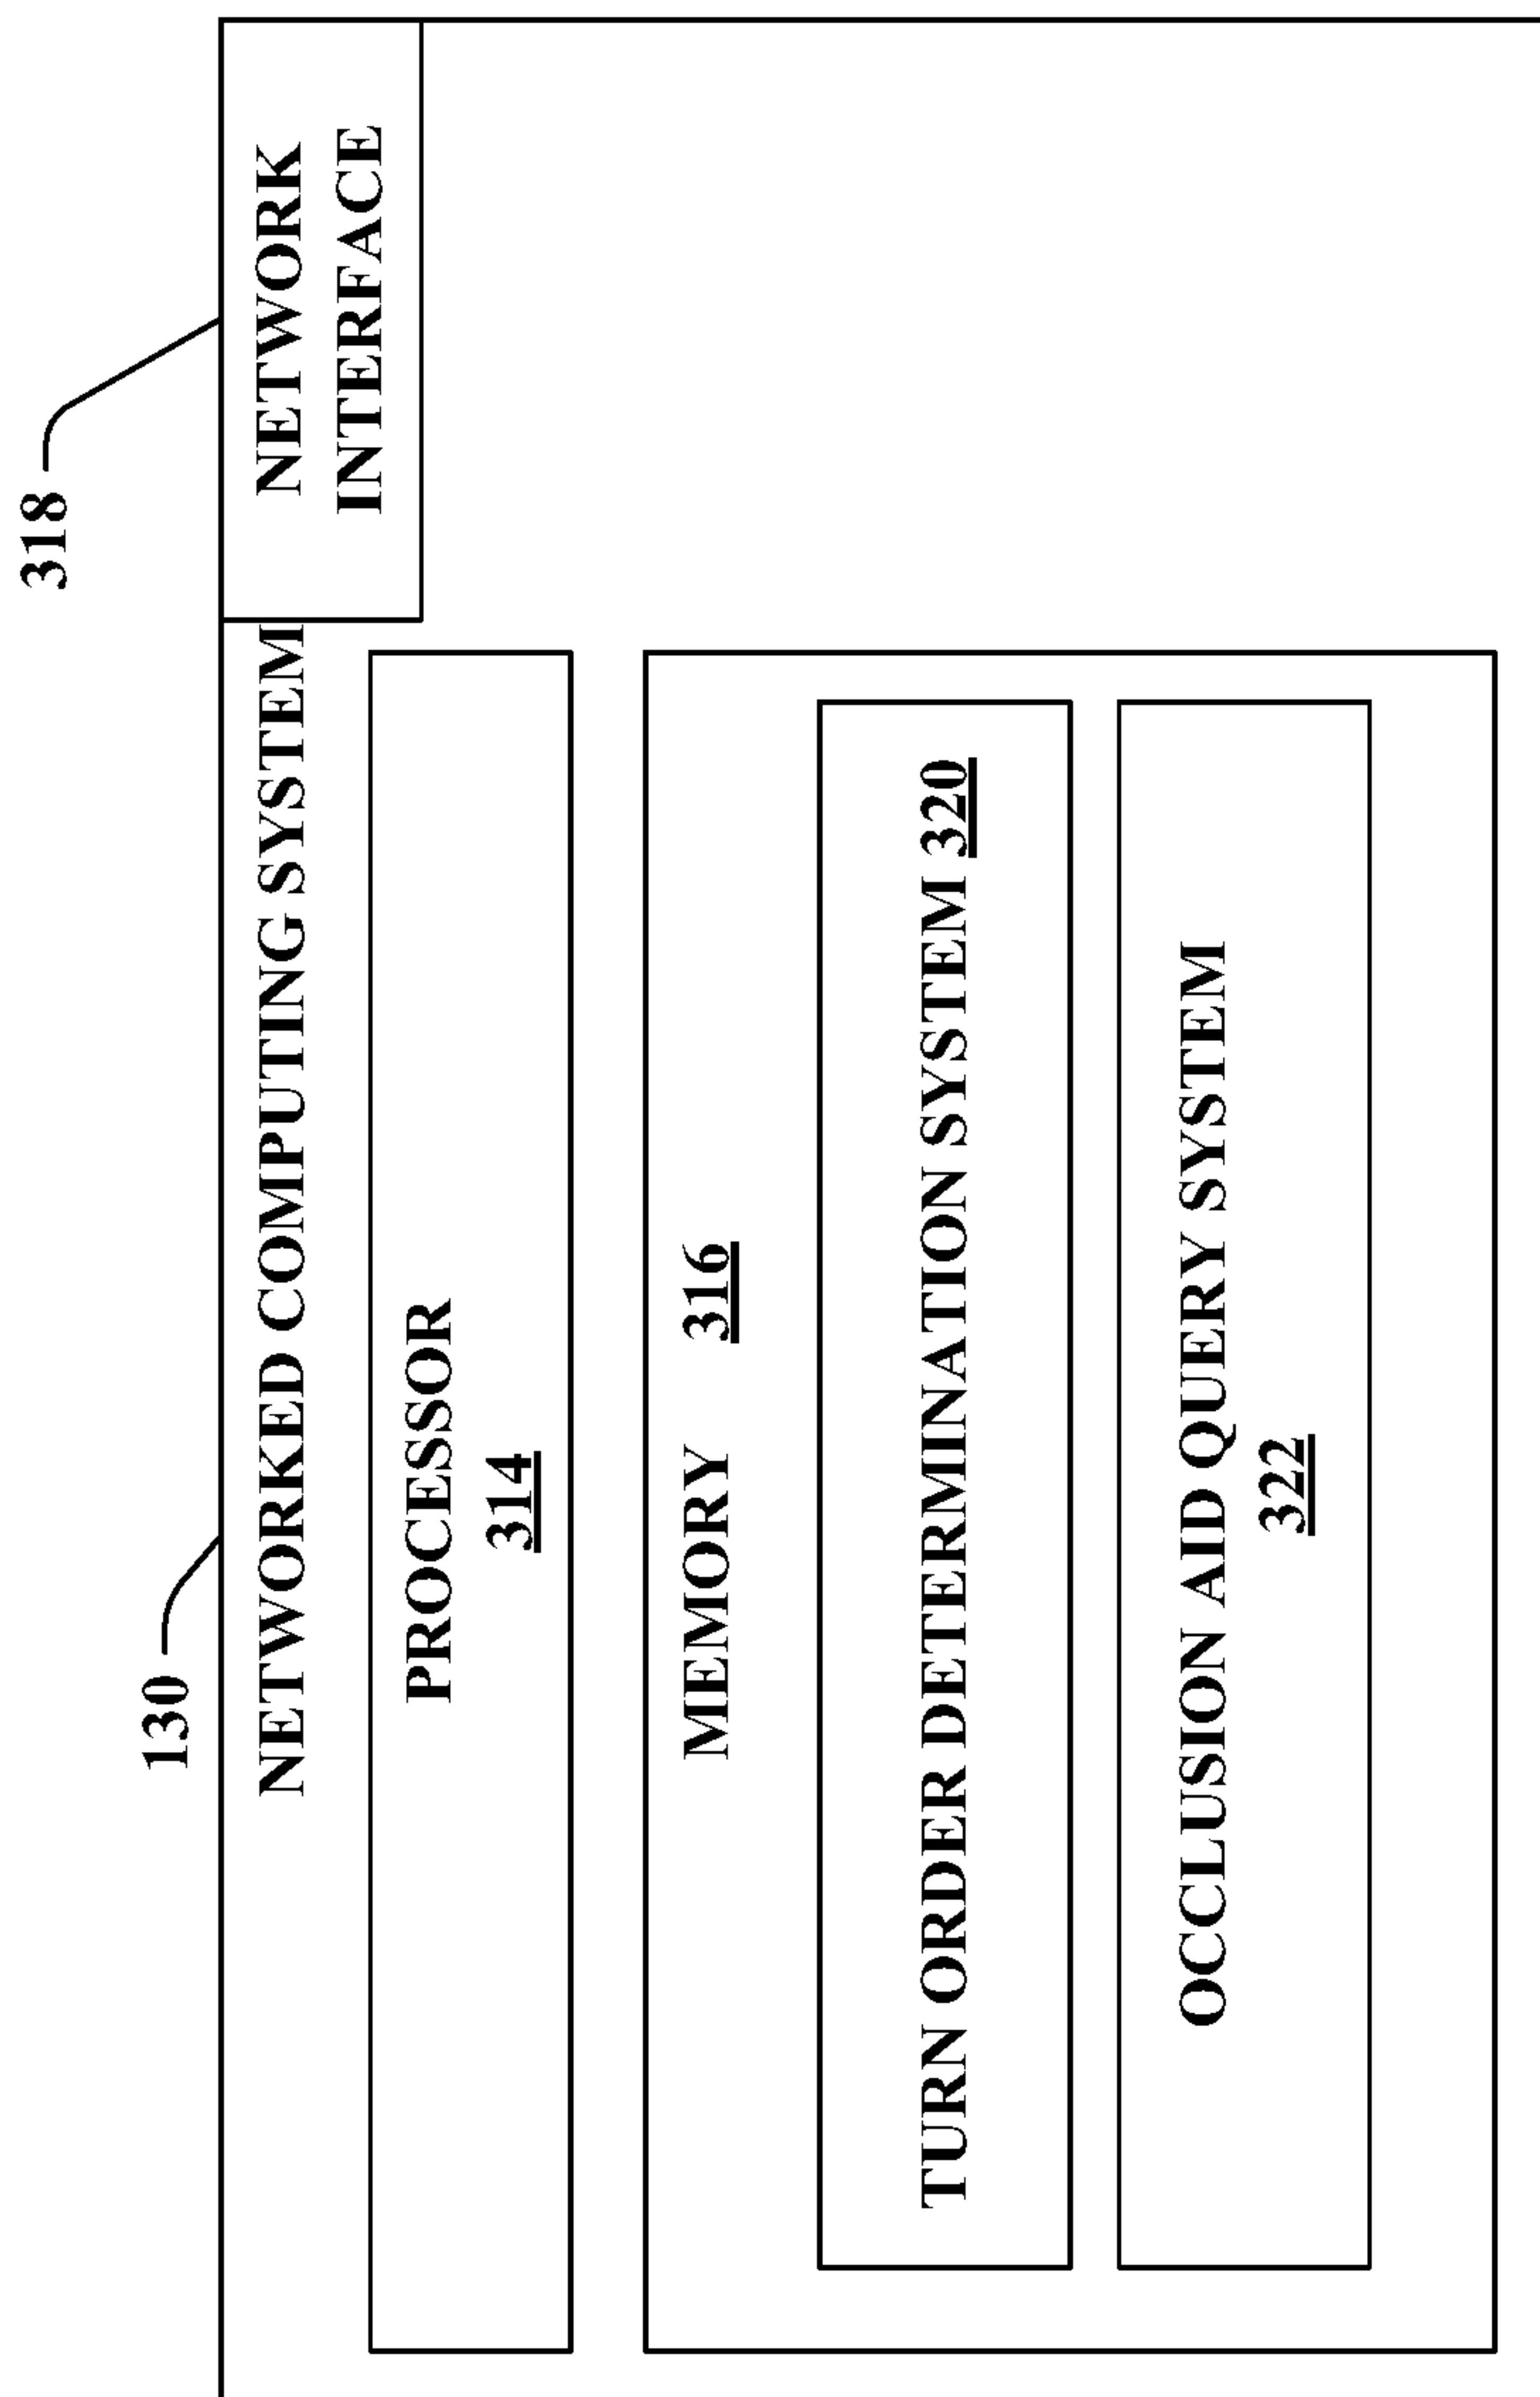 130
318
NETWORKED COMPUTING SYSTEM
NETWORK
INTERFACE
PROCESSOR
314
MEMORY 316
TURN ORDER DETERMINATION SYSTEM 320
OCCLUSION AID QUERY SYSTEM
322